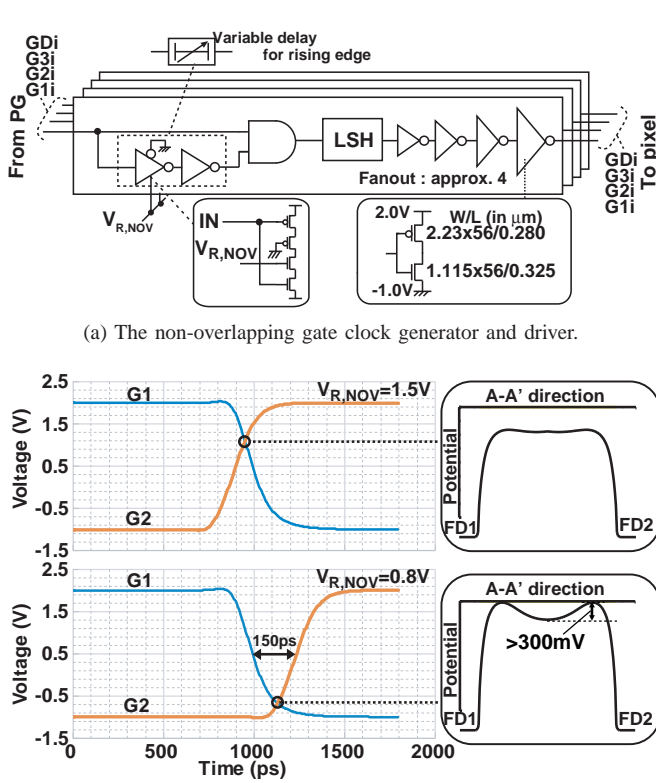 Variable delay
for rising edge
GDi
G3i
G2i
G1i
From PG
LSH
Fanout : approx. 4
To pixel
GDi
G3i
G2i
G1i
V_R,NOV
IN
V_R,NOV
2.0V
W/L (in μm)
2.23x56/0.280
1.115x56/0.325
-1.0V
(a) The non-overlapping gate clock generator and driver.
2.5
1.5
0.5
-0.5
-1.5
Voltage (V)
G1
G2
V_R,NOV=1.5V
A-A’ direction
Potential
FD1
FD2
2.5
1.5
0.5
-0.5
-1.5
Voltage (V)
G1
G2
V_R,NOV=0.8V
150ps
0
500
1000
1500
2000
Time (ps)
A-A’ direction
Potential
>300mV
FD1
FD2